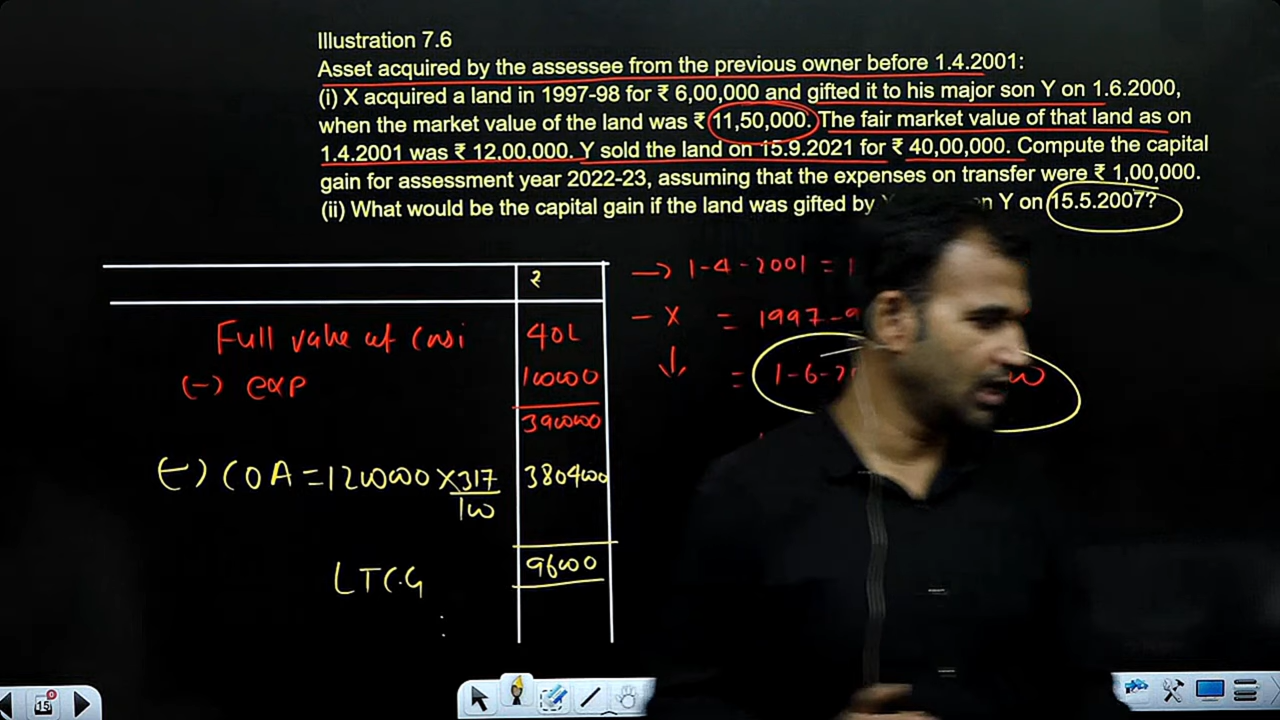 Illustration 7.6
Asset acquired by the assessee from the previous owner before 1.4.2001:
(i) X acquired a land in 1997-98 for ₹ 6,00,000 and gifted it to his major son Y on 1.6.2000,
when the market value of the land was ₹ 11,50,000. The fair market value of that land as on
1.4.2001 was ₹ 12,00,000. Y sold the land on 15.9.2021 for ₹ 40,00,000. Compute the capital
gain for assessment year 2022-23, assuming that the expenses on transfer were ₹ 1,00,000.
(ii) What would be the capital gain if the land was gifted by Y on 15.5.2007?
₹
Full value of Consi 40L
(-) exp 100000
3900000
(-) COA = 1200000 × 317/100 3804000
LTCG 96000
→ 1-4-2001 = 1
- X = 1997-9
↓ = 1-6-20
15